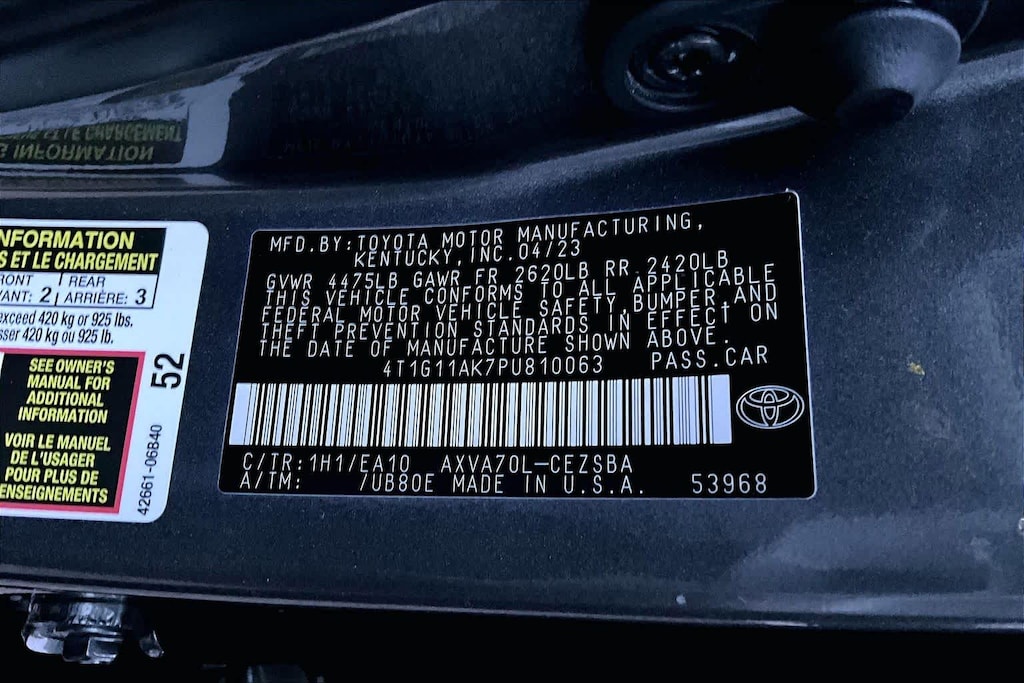 NFORMATION
S ET LE CHARGEMENT
RONT REAR
VANT: 2 ARRIÈRE: 3
exceed 420 kg or 925 lbs.
sser 420 kg ou 925 lb.
SEE OWNER'S
MANUAL FOR
ADDITIONAL
INFORMATION
VOIR LE MANUEL
DE L'USAGER
POUR PLUS DE
ENSEIGNEMENTS
52
42661-06B40
MFD.BY:TOYOTA MOTOR MANUFACTURING,
KENTUCKY,INC.04/23
GVWR 4475LB GAWR FR 2620LB RR 2420LB
THIS VEHICLE CONFORMS TO ALL APPLICABLE
FEDERAL MOTOR VEHICLE SAFETY,BUMPER,AND
THEFT PREVENTION STANDARDS IN EFFECT ON
THE DATE OF MANUFACTURE SHOWN ABOVE.
4T1G11AK7PU810063 PASS.CAR
C/TR:1H1/EA10 AXVA70L-CEZSBA
A/TM: /UB80E MADE IN U.S.A. 53968